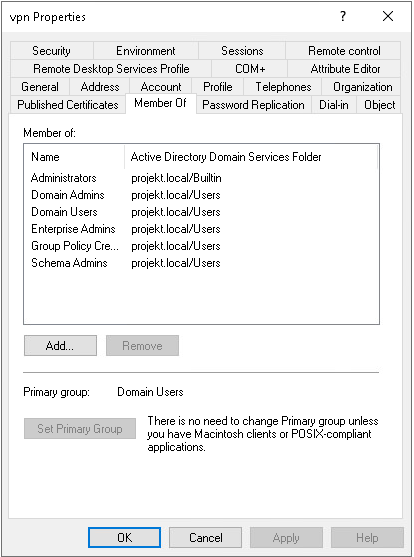 vpn Properties
Security Environment Sessions Remote control
Remote Desktop Services Profile COM+ Attribute Editor
General Address Account Profile Telephones Organization
Published Certificates Member Of Password Replication Dial-in Object
Member of:
Name Active Directory Domain Services Folder
Administrators projekt.local/Builtin
Domain Admins projekt.local/Users
Domain Users projekt.local/Users
Enterprise Admins projekt.local/Users
Group Policy Cre... projekt.local/Users
Schema Admins projekt.local/Users
Add... Remove
Primary group: Domain Users
Set Primary Group
There is no need to change Primary group unless
you have Macintosh clients or POSIX-compliant
applications.
OK Cancel Apply Help